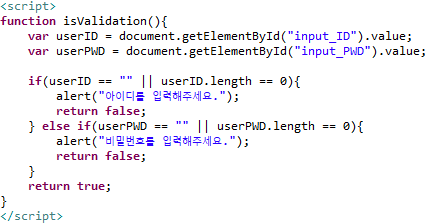 <script>
function isValidation(){
    var userID = document.getElementById("input_ID").value;
    var userPWD = document.getElementById("input_PWD").value;

    if(userID == "" || userID.length == 0){
        alert("아이디를 입력해주세요.");
        return false;
    } else if(userPWD == "" || userPWD.length == 0){
        alert("비밀번호를 입력해주세요.");
        return false;
    }
    return true;
}
</script>